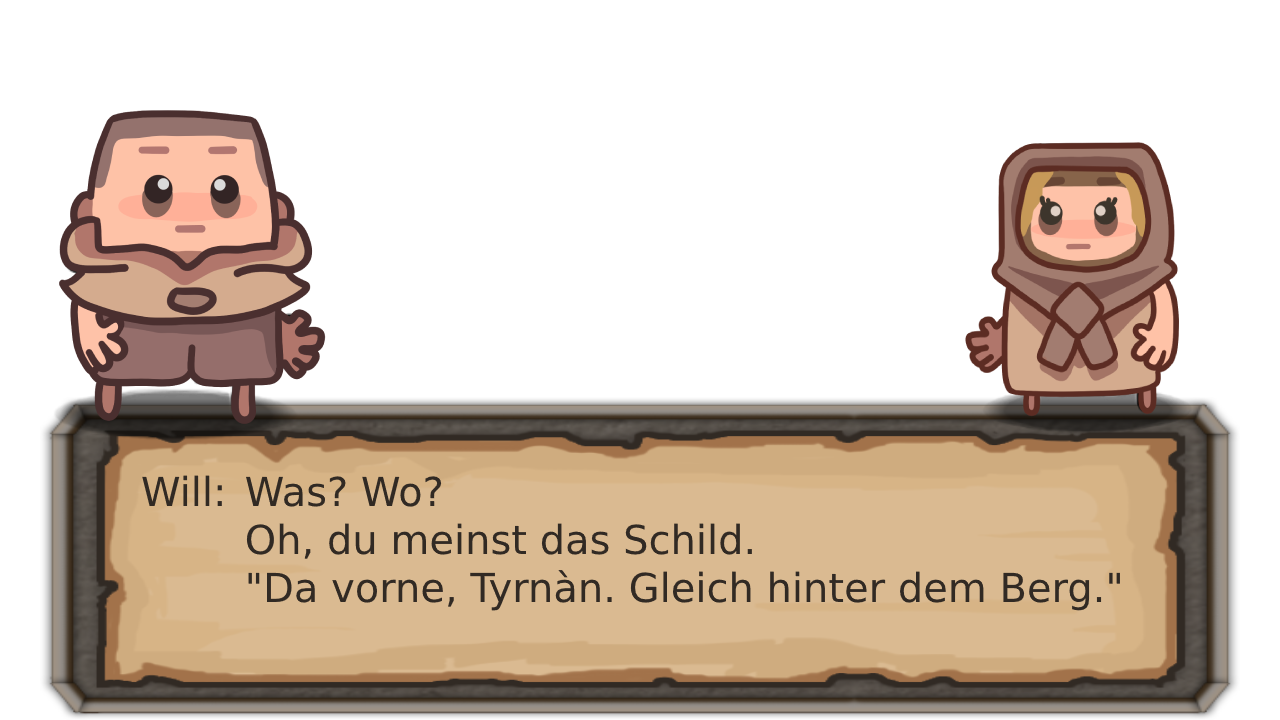 Will: Was? Wo?
Oh, du meinst das Schild.
"Da vorne, Tyrnàn. Gleich hinter dem Berg."